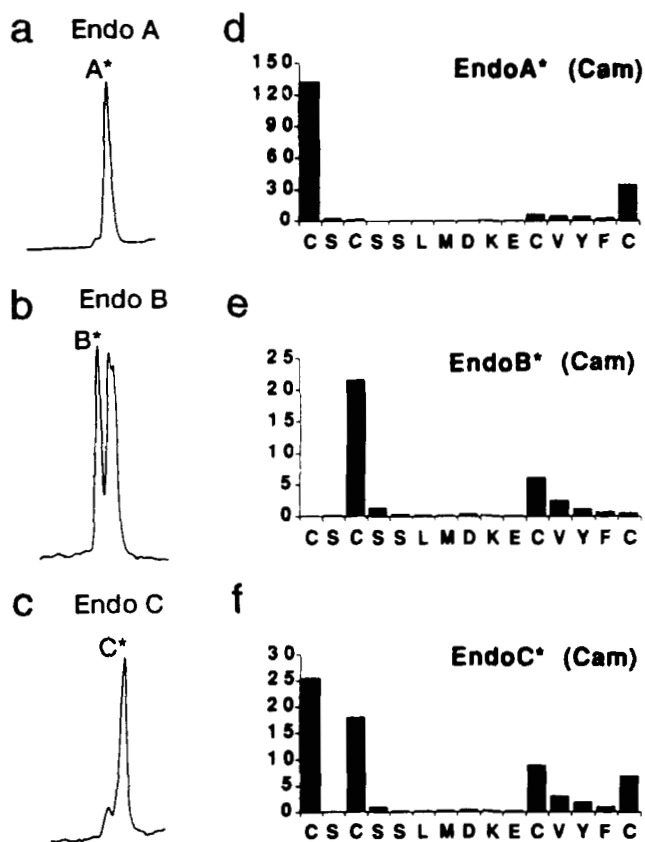 a Endo A
A*
d
EndoA* (Cam)
150
120
90
60
30
0
C S C S S L M D K E C V Y F C
b Endo B
B*
e
EndoB* (Cam)
25
20
15
10
5
0
C S C S S L M D K E C V Y F C
c Endo C
C*
f
EndoC* (Cam)
30
25
20
15
10
5
0
C S C S S L M D K E C V Y F C